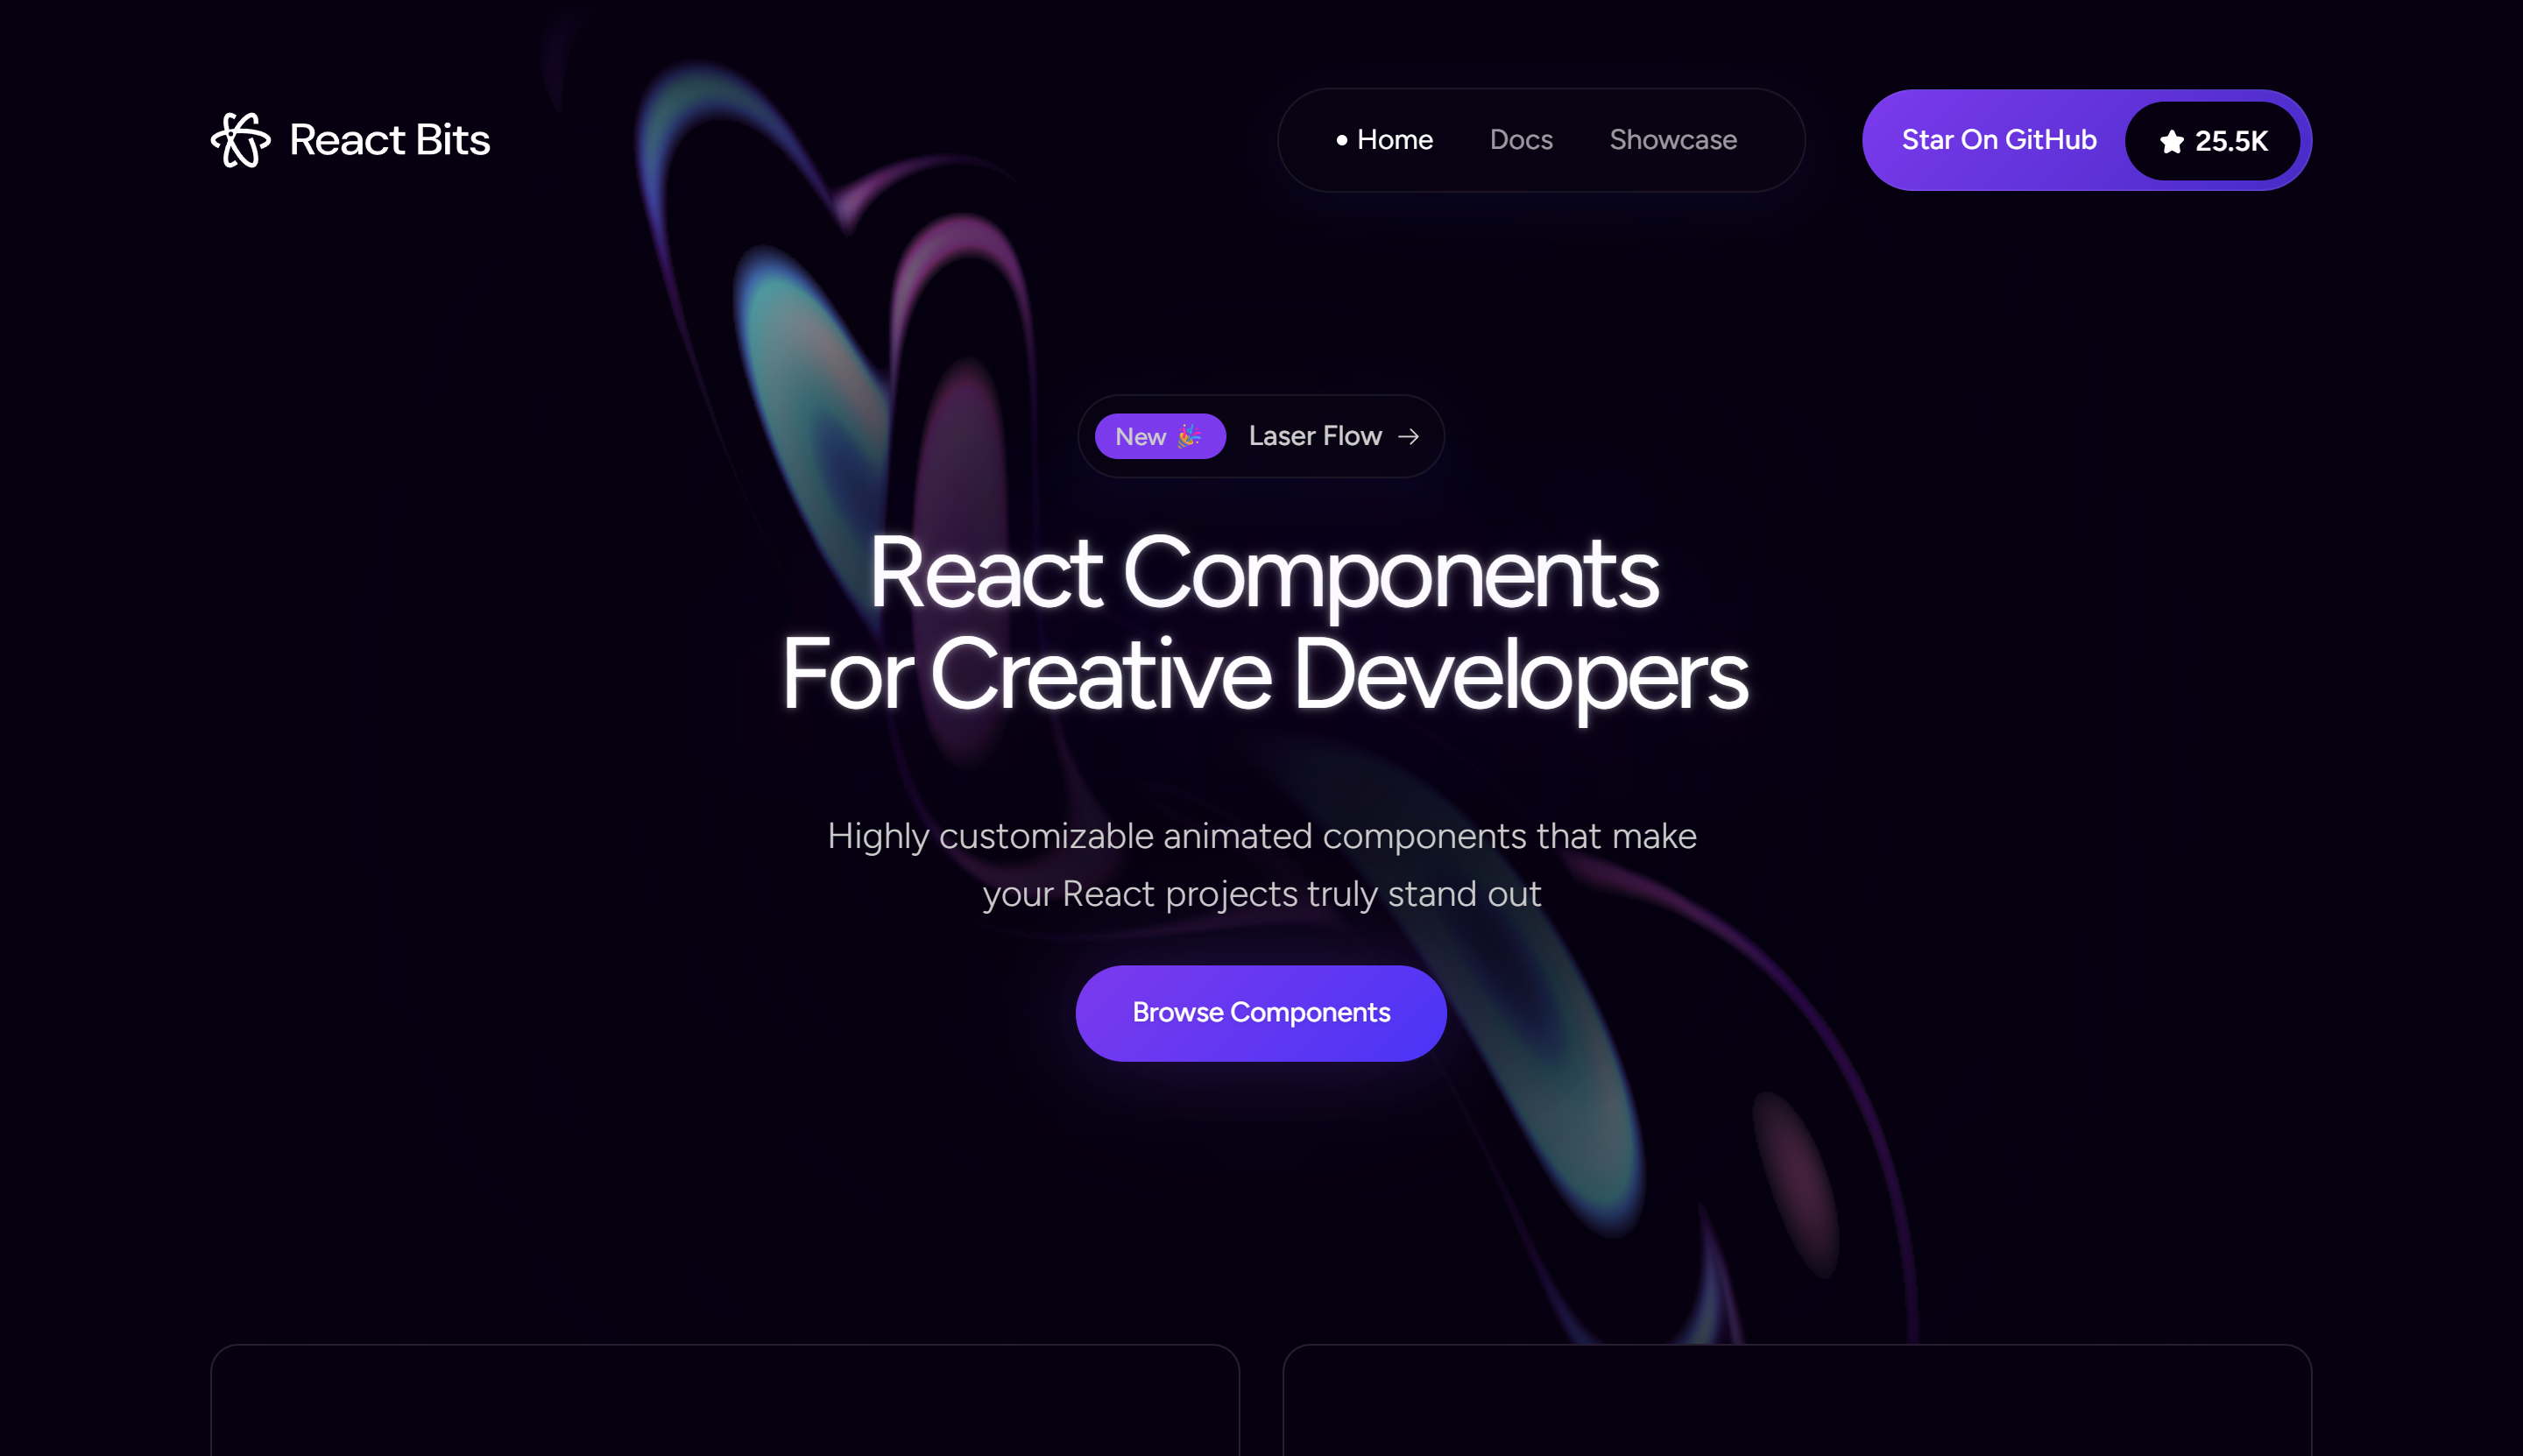 React Bits
Home Docs Showcase
Star On GitHub 25.5K
New 🎉 Laser Flow →
React Components
For Creative Developers
Highly customizable animated components that make
your React projects truly stand out
Browse Components